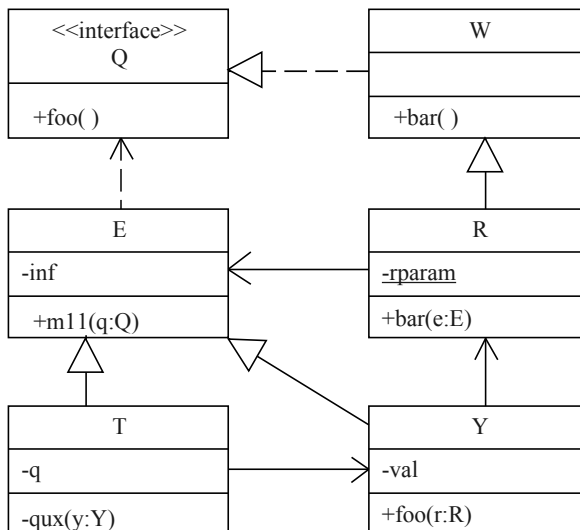 <<interface>>
Q
+foo( )
W
+bar( )
E
-inf
+m11(q:Q)
R
-rparam
+bar(e:E)
T
-q
-qux(y:Y)
Y
-val
+foo(r:R)